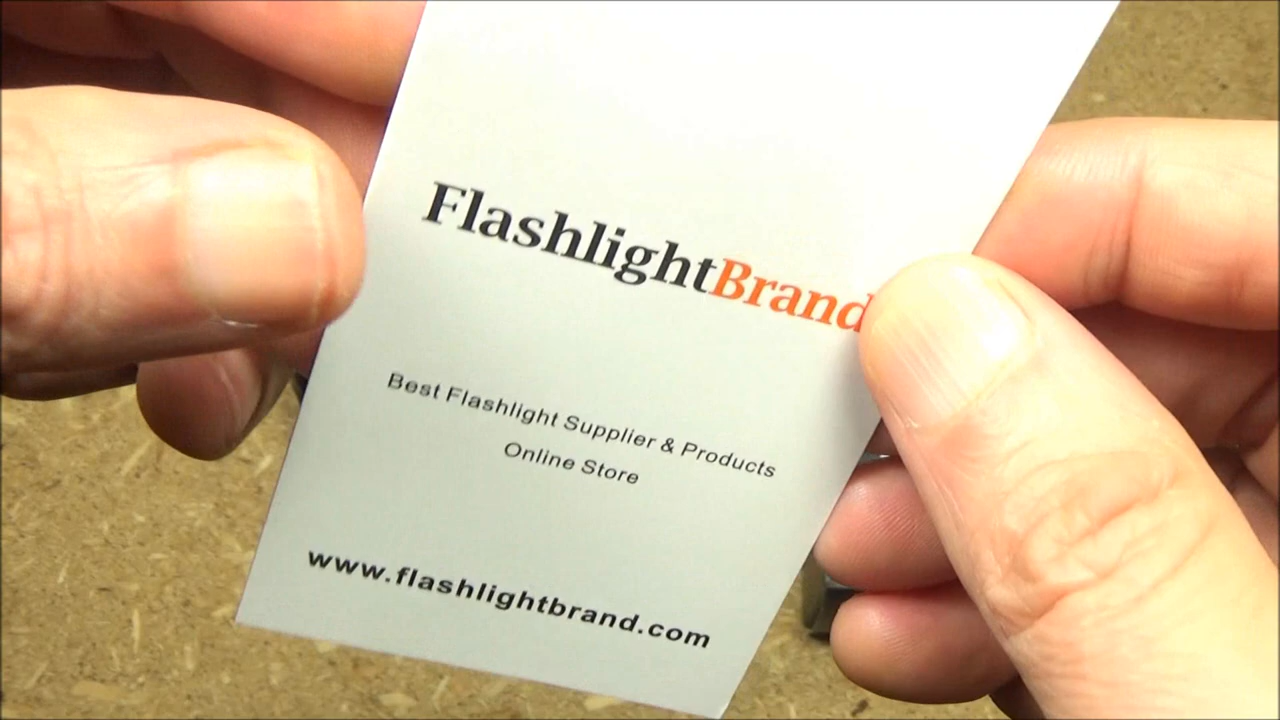 FlashlightBrand
Best Flashlight Supplier & Products
Online Store
www.flashlightbrand.com